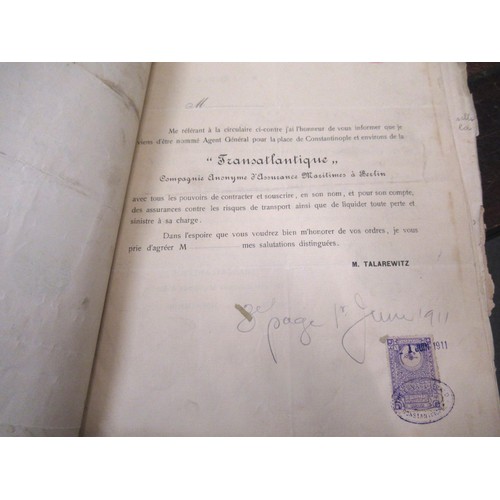 M
Me référant à la circulaire ci-contre j'ai l'honneur de vous informer que je
viens d'être nommé Agent Général pour la place de Constantinople et environs de la
“Transatlantique„
Compagnie Anonyme d'Assurance Maritimes à Berlin
avec tous les pouvoirs de contracter et souscrire, en son nom, et pour son compte,
des assurances contre les risques de transport ainsi que de liquider toute perte et
sinistre à sa charge.
Dans l'espoire que vous voudrez bien m'honorer de vos ordres, je vous
prie d'agréer M mes salutations distinguées.
M. TALAREWITZ
3e page 1r Juin 1911
1 JUIN 1911